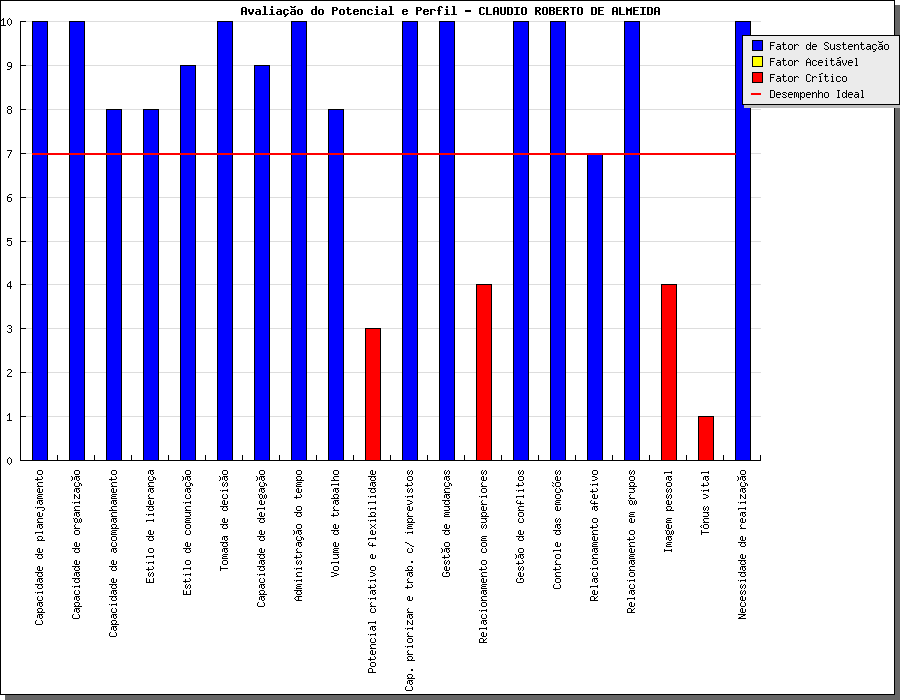 Avaliação do Potencial e Perfil - CLAUDIO ROBERTO DE ALMEIDA
Fator de Sustentação
Fator Aceitável
Fator Crítico
Desempenho Ideal
10
9
8
7
6
5
4
3
2
1
0
Capacidade de planejamento
Capacidade de organização
Capacidade de acompanhamento
Estilo de liderança
Estilo de comunicação
Tomada de decisão
Capacidade de delegação
Administração do tempo
Volume de trabalho
Potencial criativo e flexibilidade
Cap. priorizar e trab. c/ imprevistos
Gestão de mudanças
Relacionamento com superiores
Gestão de conflitos
Controle das emoções
Relacionamento afetivo
Relacionamento em grupos
Imagem pessoal
Tônus vital
Necessidade de realização